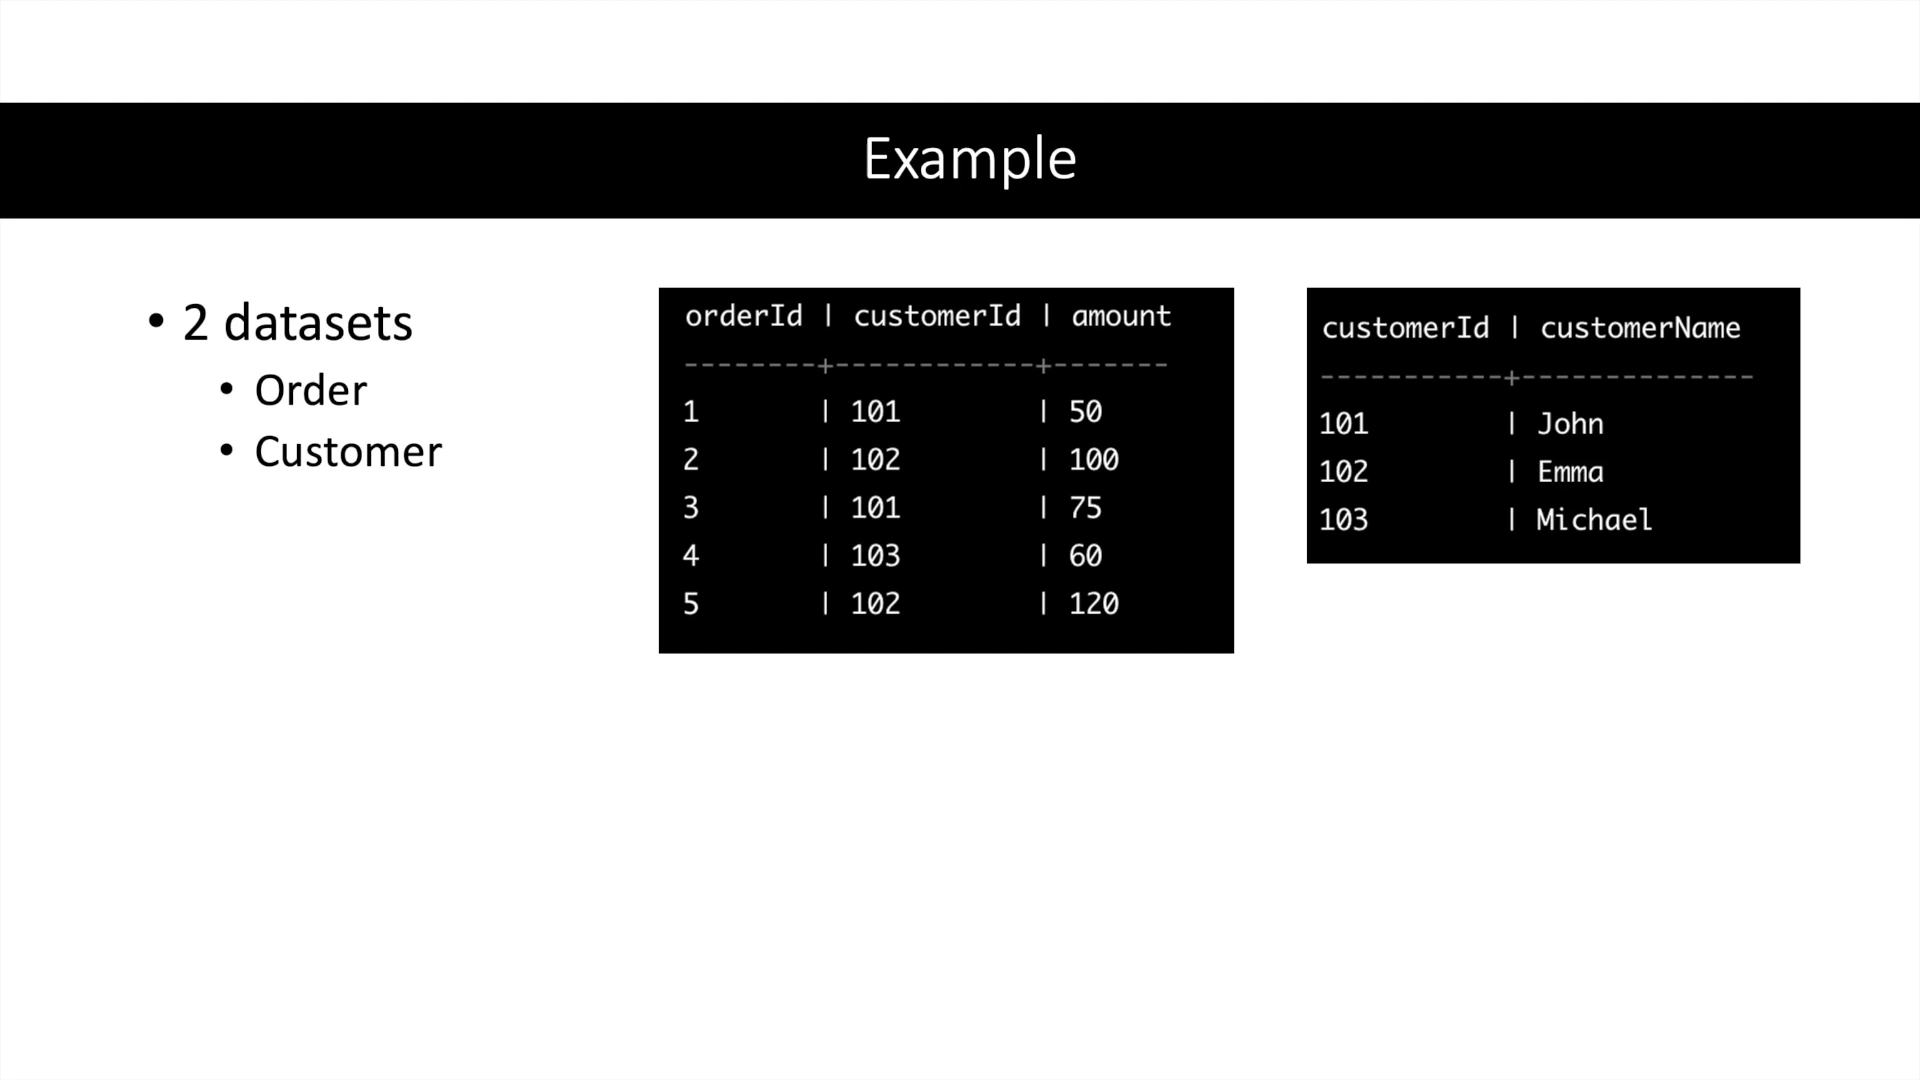 Example
• 2 datasets
• Order
• Customer
orderId | customerId | amount
--------+------------+-------
1 | 101 | 50
2 | 102 | 100
3 | 101 | 75
4 | 103 | 60
5 | 102 | 120
customerId | customerName
-----------+--------------
101 | John
102 | Emma
103 | Michael